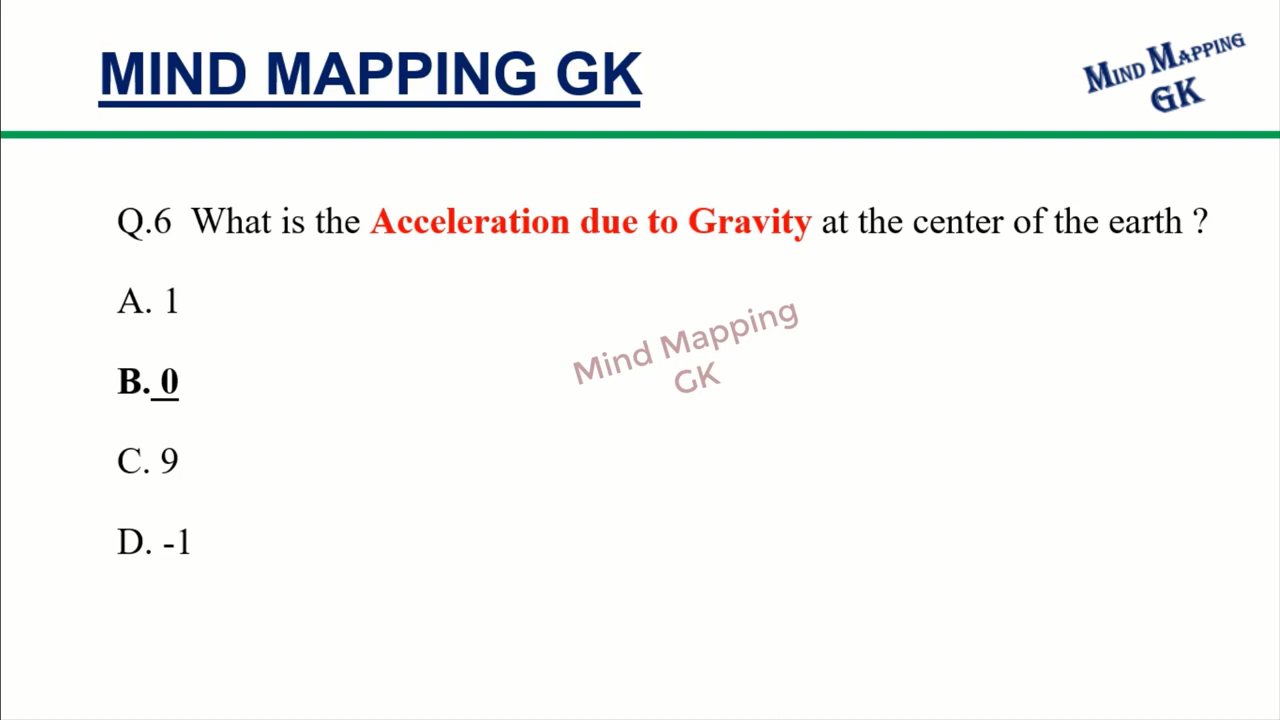 MIND MAPPING GK
MIND MAPPING
GK
Q.6 What is the Acceleration due to Gravity at the center of the earth ?
A. 1
Mind Mapping
GK
B. 0
C. 9
D. -1